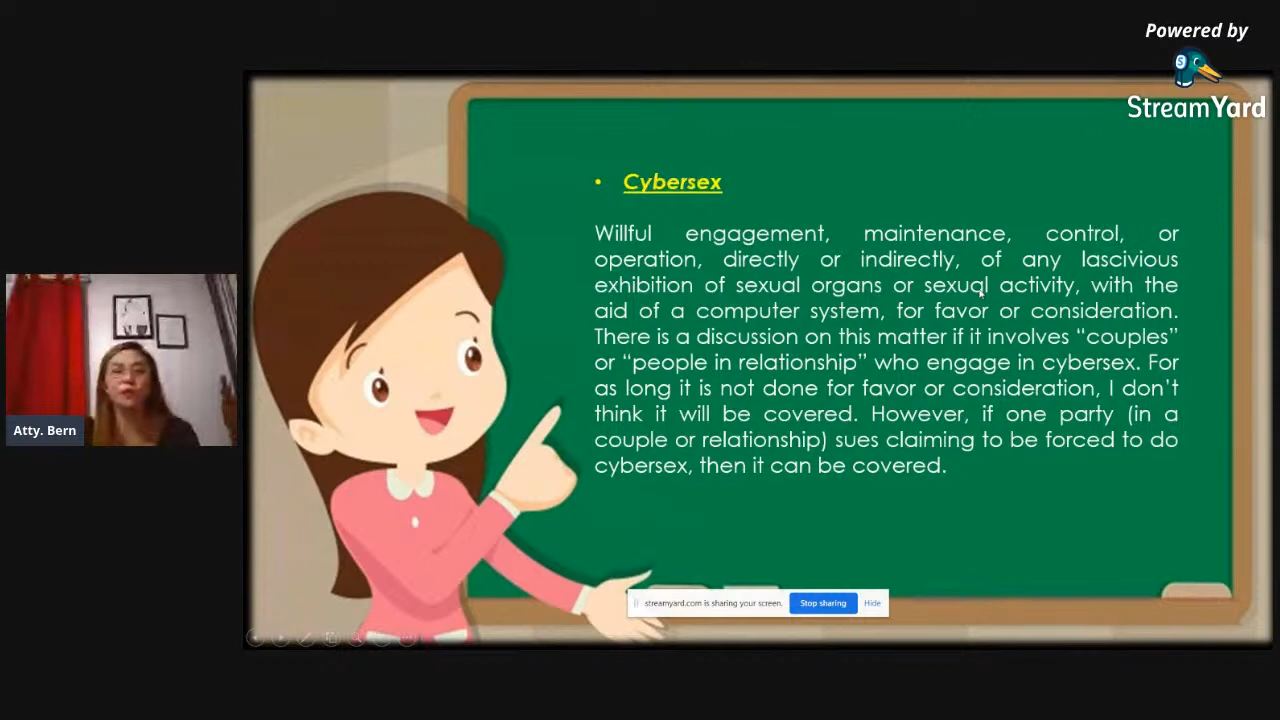 Powered by
StreamYard
• Cybersex
Willful engagement, maintenance, control, or
operation, directly or indirectly, of any lascivious
exhibition of sexual organs or sexual activity, with the
aid of a computer system, for favor or consideration.
There is a discussion on this matter if it involves “couples”
or “people in relationship” who engage in cybersex. For
as long it is not done for favor or consideration, I don’t
think it will be covered. However, if one party (in a
couple or relationship) sues claiming to be forced to do
cybersex, then it can be covered.
Atty. Bern
streamyard.com is sharing your screen.
Stop sharing
Hide